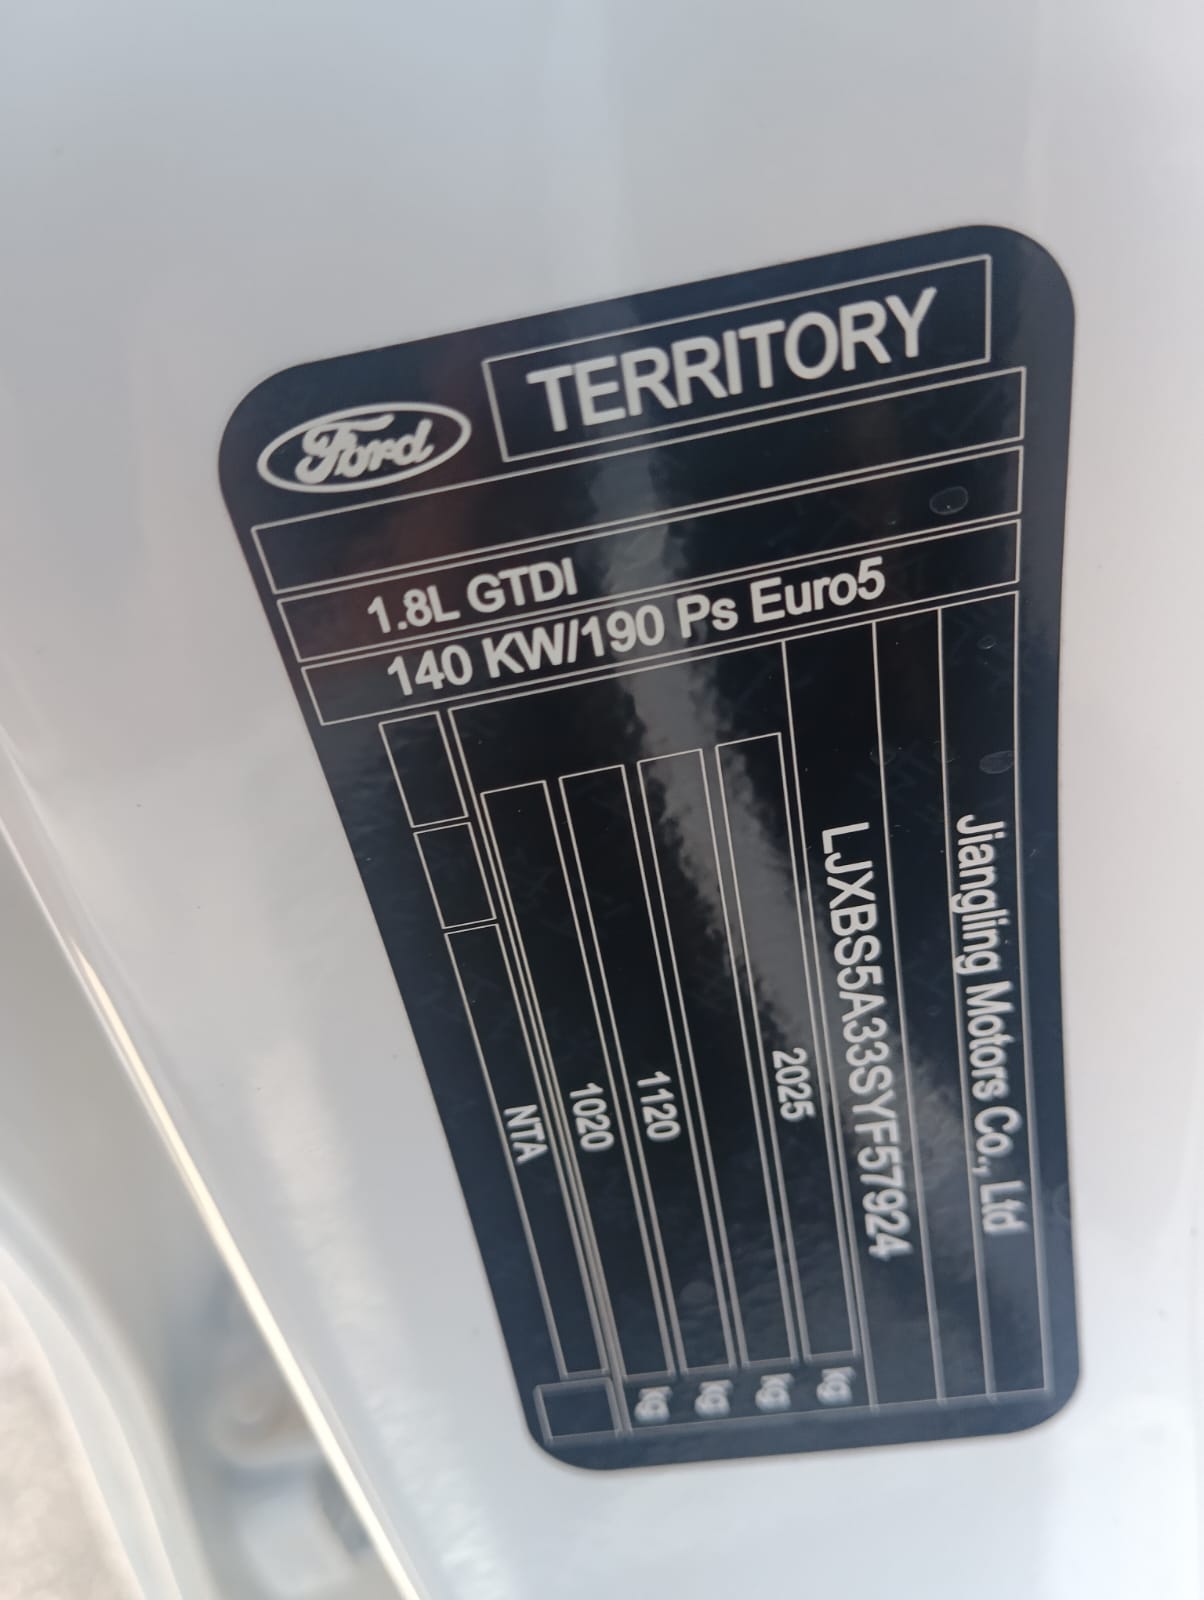 Ford
TERRITORY
1.8L GTDI
140 KW/190 Ps Euro5
Jiangling Motors Co., Ltd
LJXBS5A33SYF57924
2025 kg
kg
1120 kg
1020 kg
NTA